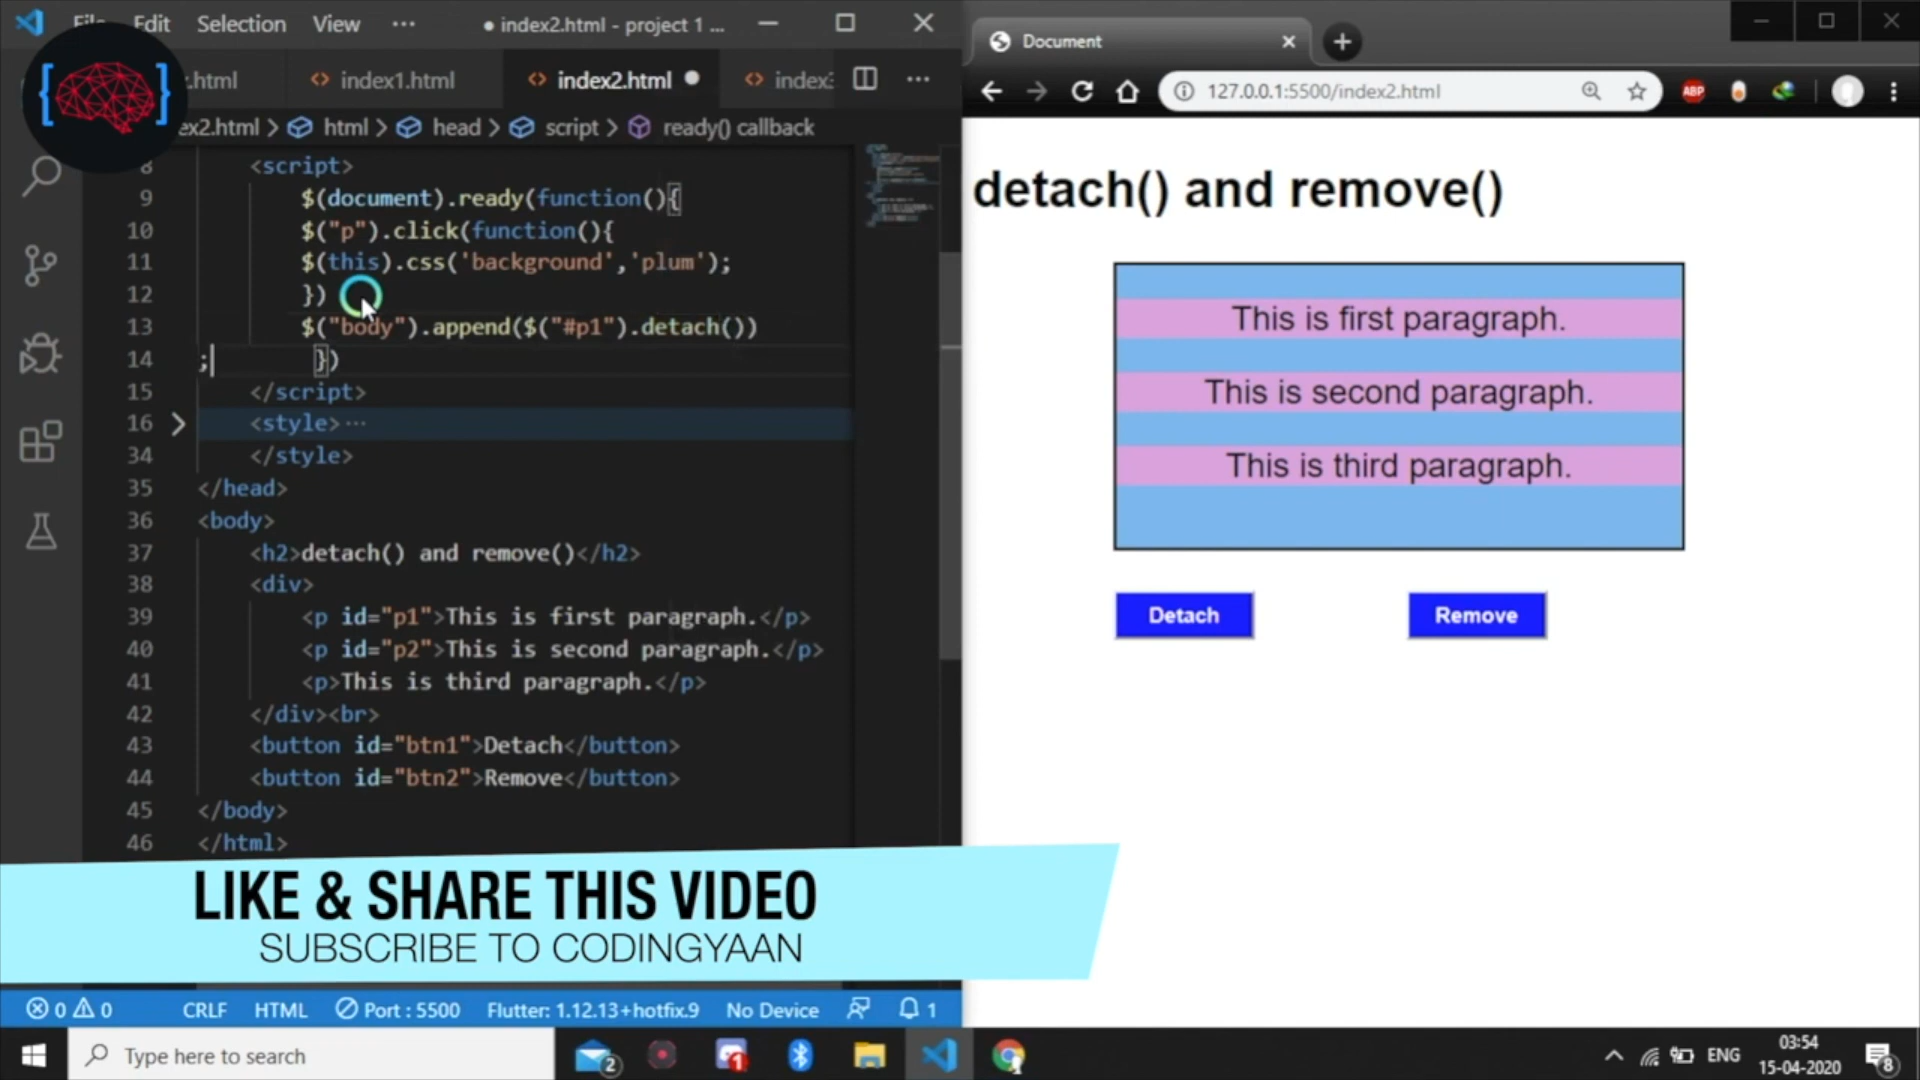 File Edit Selection View ··· ● index2.html - project 1 ...
.html <> index1.html <> index2.html ● <> index3
ex2.html > html > head > script > ready() callback
8 <script>
9 $(document).ready(function(){
10 $("p").click(function(){
11 $(this).css('background','plum');
12 })
13 $("body").append($("#p1").detach())
14 ; })
15 </script>
16 <style>···
34 </style>
35 </head>
36 <body>
37 <h2>detach() and remove()</h2>
38 <div>
39 <p id="p1">This is first paragraph.</p>
40 <p id="p2">This is second paragraph.</p>
41 <p>This is third paragraph.</p>
42 </div><br>
43 <button id="btn1">Detach</button>
44 <button id="btn2">Remove</button>
45 </body>
46 </html>
LIKE & SHARE THIS VIDEO
SUBSCRIBE TO CODINGYAAN
0 0 CRLF HTML Port : 5500 Flutter: 1.12.13+hotfix.9 No Device 1
Document
127.0.0.1:5500/index2.html ABP
detach() and remove()
This is first paragraph.
This is second paragraph.
This is third paragraph.
Detach Remove
Type here to search 2 1 ENG 03:54
15-04-2020 8